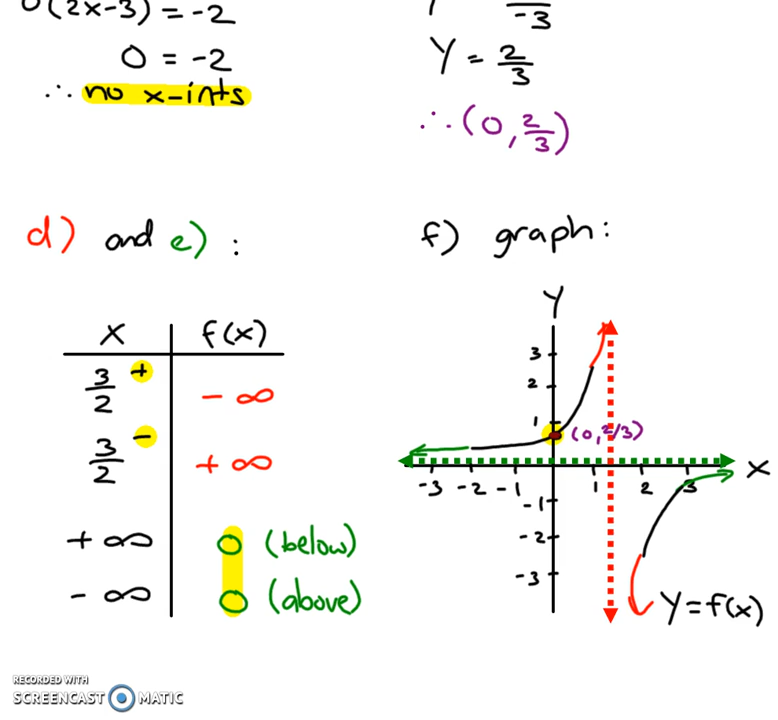 0(2x-3) = -2
0 = -2
∴ no x-ints
-3
Y = 2/3
∴ (0, 2/3)
d) and e) :
f) graph:
x f(x)
3/2 + - ∞
3/2 - + ∞
+ ∞ 0 (below)
- ∞ 0 (above)
Y
3
2
1
(0, 2/3)
-3 -2 -1 1 2 3 X
-1
-2
-3
Y=f(x)
RECORDED WITH
SCREENCAST MATIC